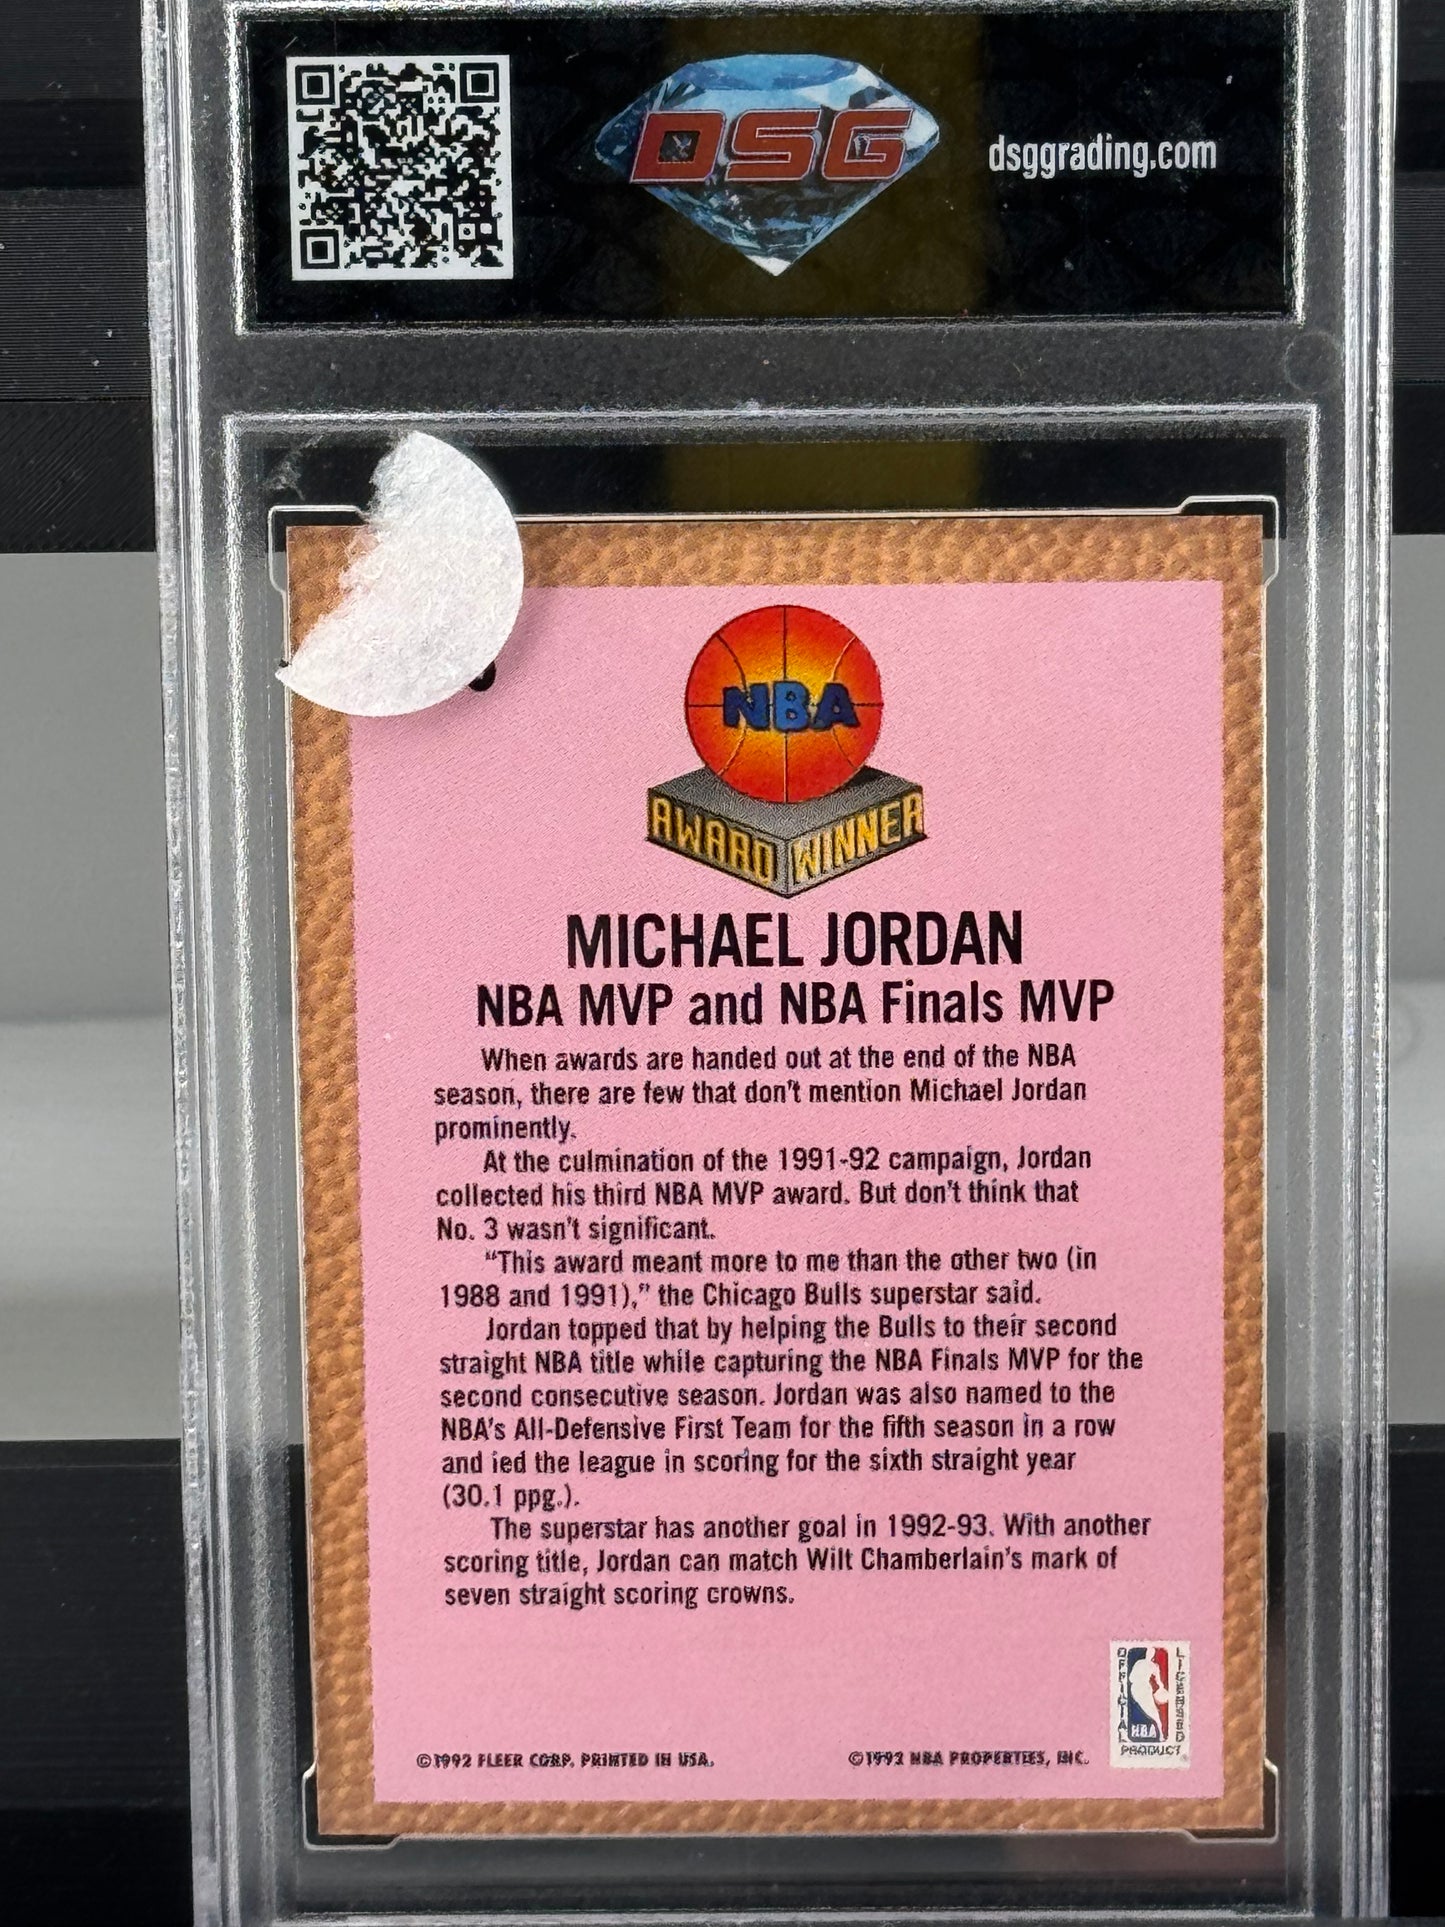 DSG
dsggrading.com
NBA
AWARD WINNER
MICHAEL JORDAN
NBA MVP and NBA Finals MVP
When awards are handed out at the end of the NBA
season, there are few that don't mention Michael Jordan
prominently.
At the culmination of the 1991-92 campaign, Jordan
collected his third NBA MVP award. But don't think that
No. 3 wasn't significant.
"This award meant more to me than the other two (in
1988 and 1991)," the Chicago Bulls superstar said.
Jordan topped that by helping the Bulls to their second
straight NBA title while capturing the NBA Finals MVP for the
second consecutive season. Jordan was also named to the
NBA's All-Defensive First Team for the fifth season in a row
and led the league in scoring for the sixth straight year
(30.1 ppg.).
The superstar has another goal in 1992-93. With another
scoring title, Jordan can match Wilt Chamberlain's mark of
seven straight scoring crowns.
OFFICIAL LICENSED
NBA
PRODUCT
©1992 FLEER CORP. PRINTED IN USA.
©1992 NBA PROPERTIES, INC.